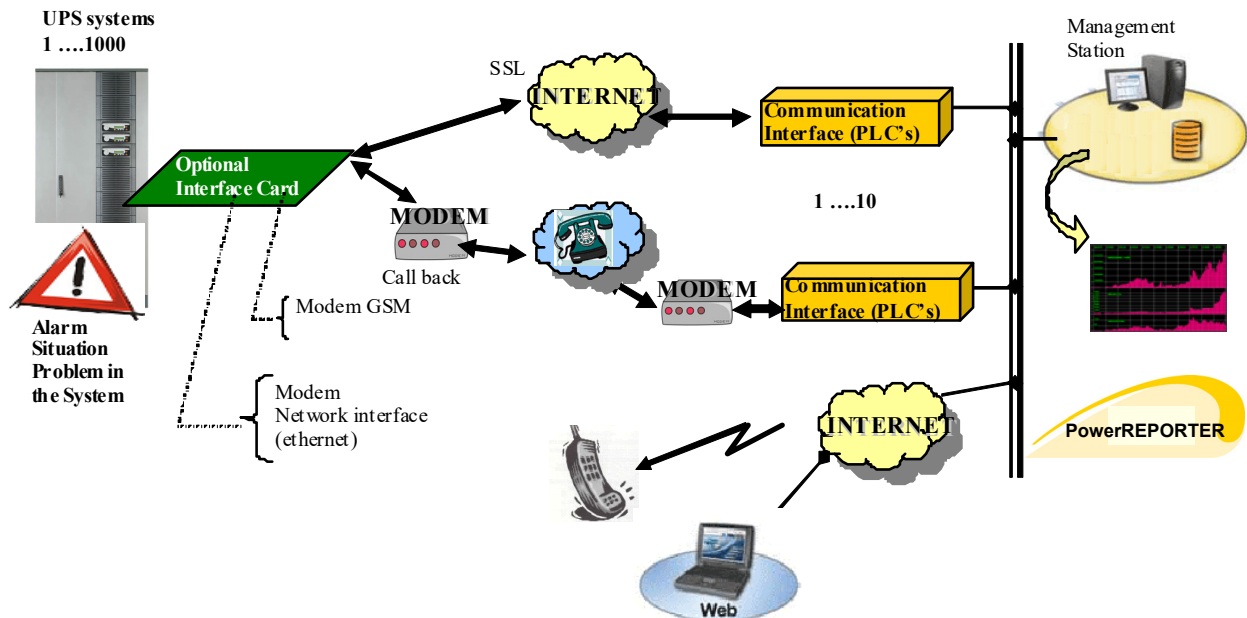 UPS systems
1 ….1000
Optional
Interface Card
Alarm
Situation
Problem in
the System
SSL
INTERNET
MODEM
Call back
Modem GSM
Modem
Network interface
(ethernet)
MODEM
Communication
Interface (PLC's)
1 ….10
Communication
Interface (PLC's)
INTERNET
Web
Management
Station
PowerREPORTER